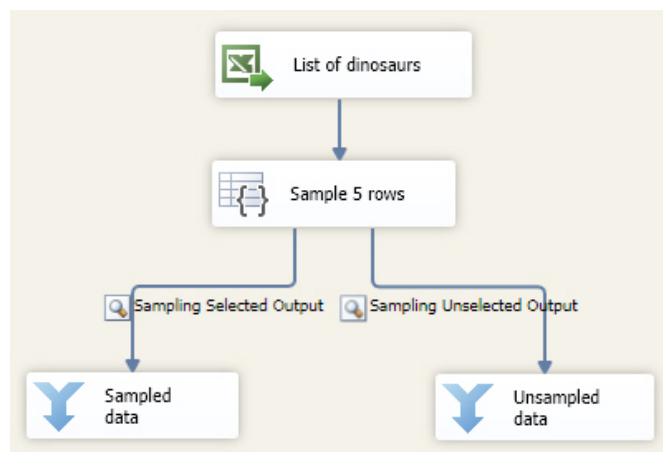 List of dinosaurs
Sample 5 rows
Sampling Selected Output
Sampling Unselected Output
Sampled
data
Unsampled
data